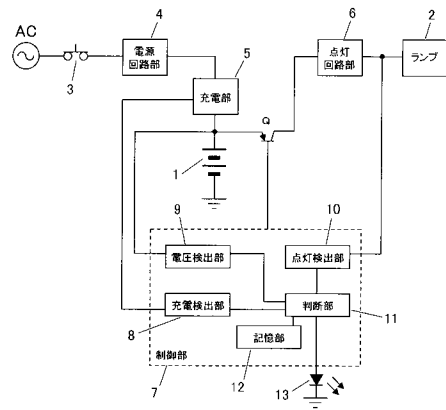 AC
3
4
電源
回路部
5
充電部
6
点灯
回路部
2
ランプ
Q
1
9
電圧検出部
10
点灯検出部
充電検出部
8
判断部
11
記憶部
12
制御部
7
13